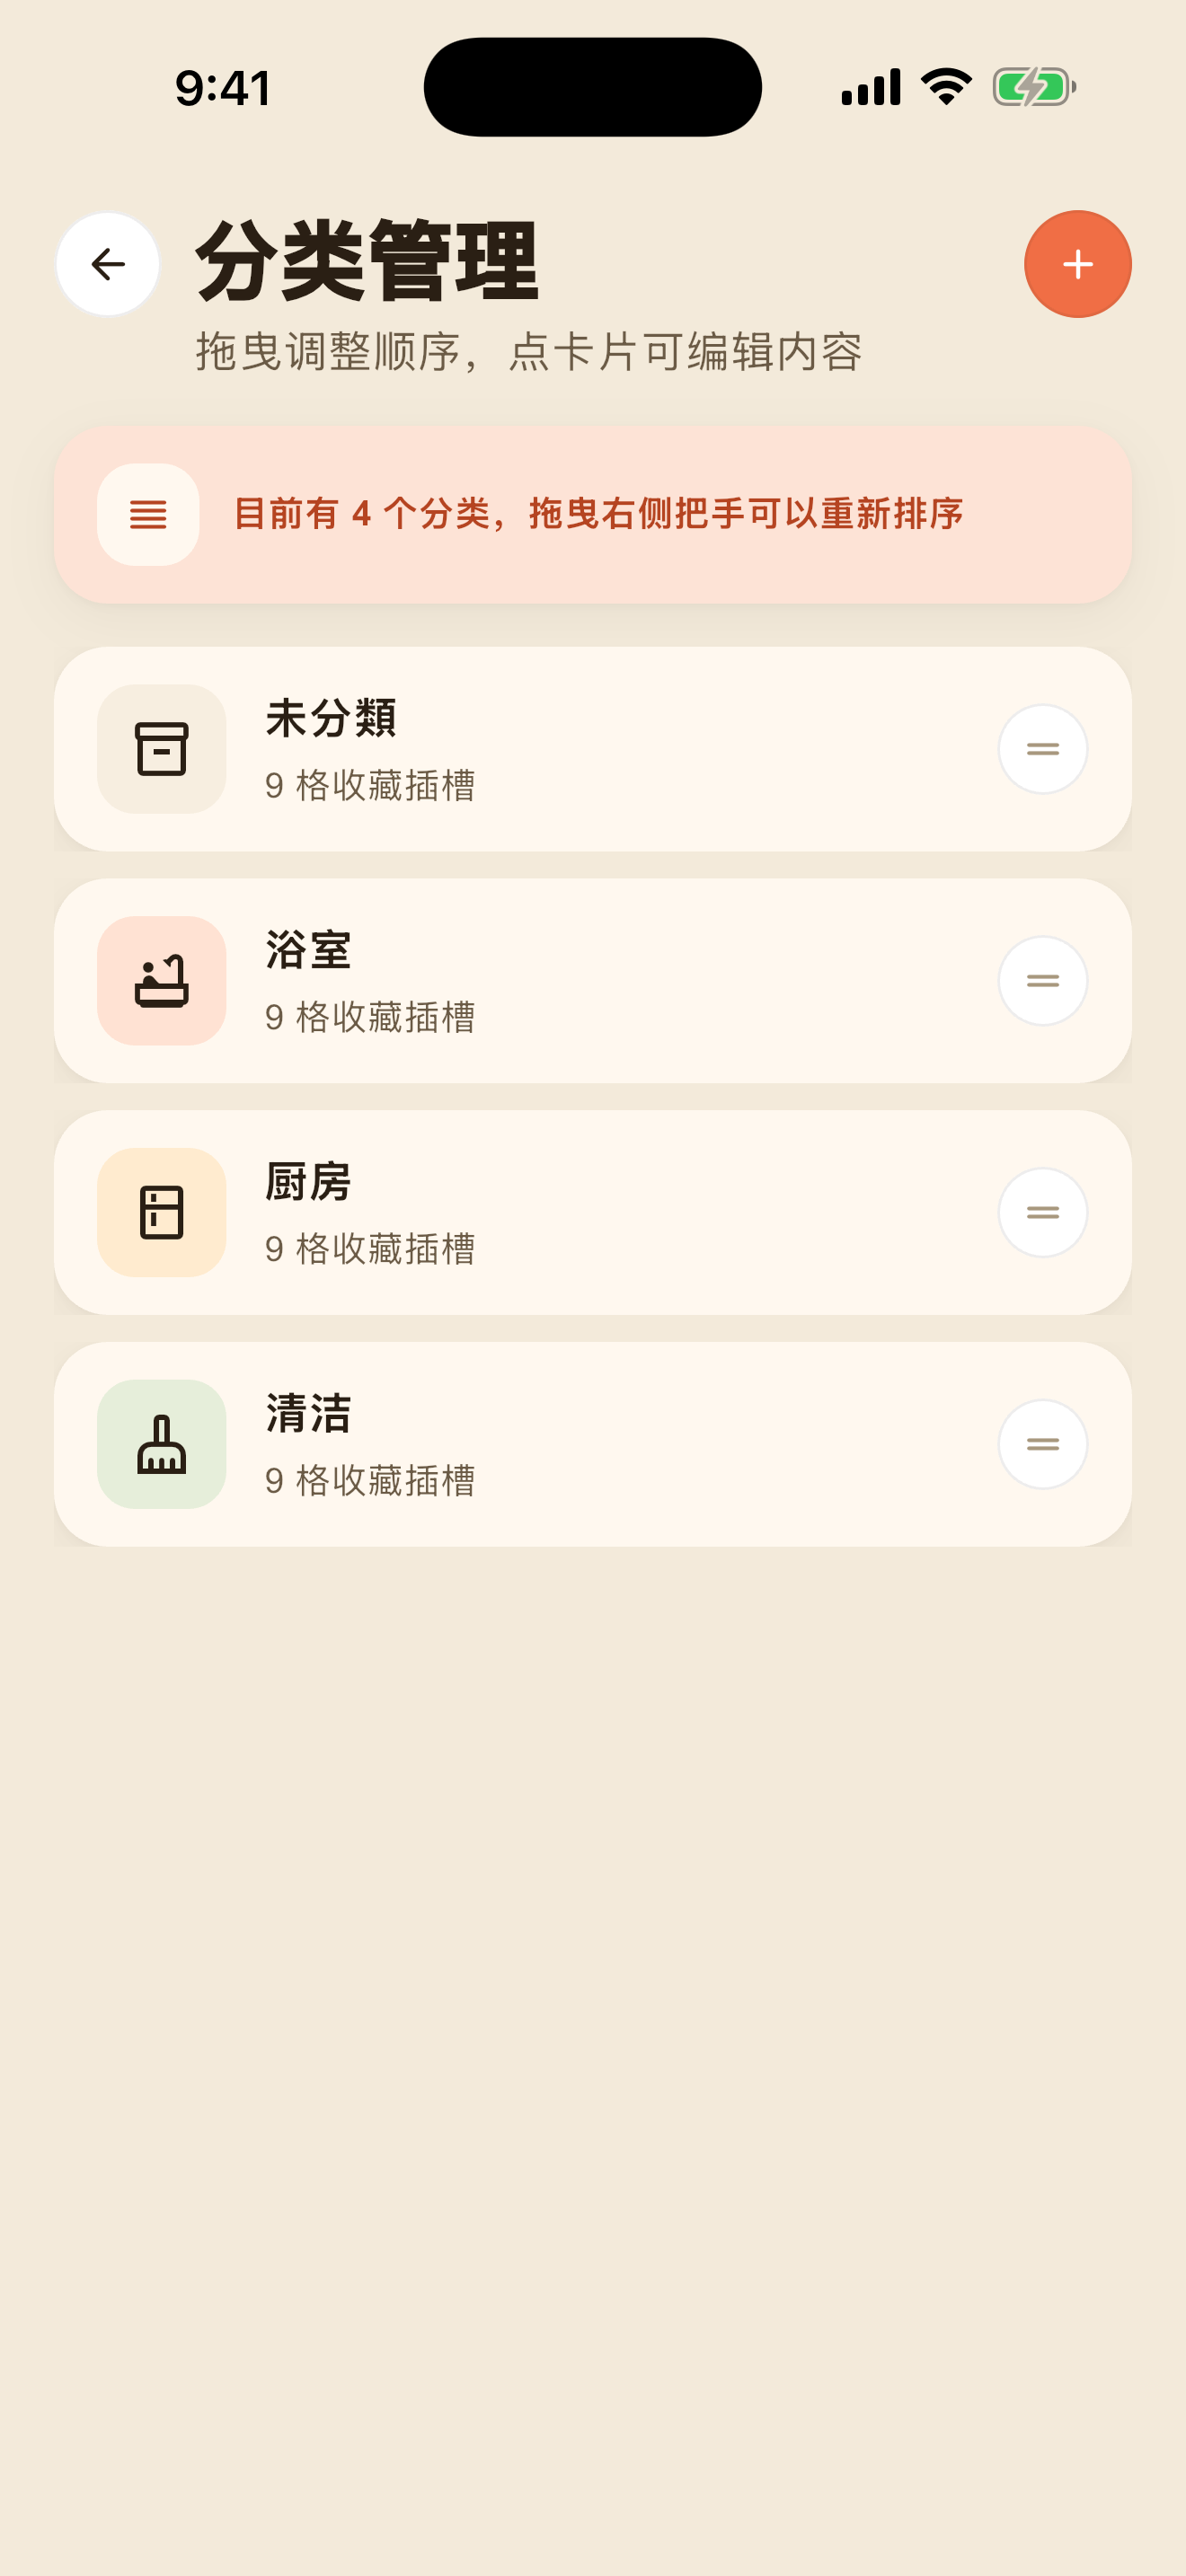 9:41
分类管理
拖曳调整顺序，点卡片可编辑内容
目前有 4 个分类，拖曳右侧把手可以重新排序
未分類
9 格收藏插槽
浴室
9 格收藏插槽
厨房
9 格收藏插槽
清洁
9 格收藏插槽